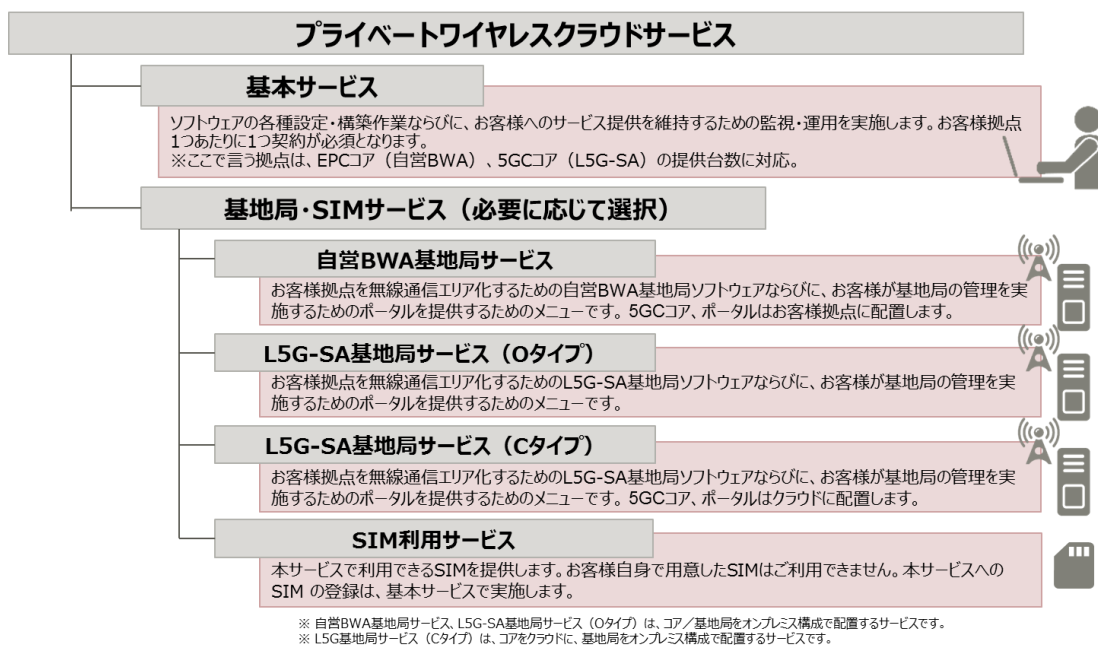 プライベートワイヤレスクラウドサービス
基本サービス
ソフトウェアの各種設定・構築作業ならびに、お客様へのサービス提供を維持するための監視・運用を実施します。お客様拠点
1つあたりに1つ契約が必須となります。
※ここで言う拠点は、EPCコア（自営BWA）、5GCコア（L5G-SA）の提供台数に対応。
基地局・SIMサービス（必要に応じて選択）
自営BWA基地局サービス
お客様拠点を無線通信エリア化するための自営BWA基地局ソフトウェアならびに、お客様が基地局の管理を実
施するためのポータルを提供するためのメニューです。5GCコア、ポータルはお客様拠点に配置します。
L5G-SA基地局サービス（Oタイプ）
お客様拠点を無線通信エリア化するためのL5G-SA基地局ソフトウェアならびに、お客様が基地局の管理を実
施するためのポータルを提供するためのメニューです。
L5G-SA基地局サービス（Cタイプ）
お客様拠点を無線通信エリア化するためのL5G-SA基地局ソフトウェアならびに、お客様が基地局の管理を実
施するためのポータルを提供するためのメニューです。5GCコア、ポータルはクラウドに配置します。
SIM利用サービス
本サービスで利用できるSIMを提供します。お客様自身で用意したSIMはご利用できません。本サービスへの
SIM の登録は、基本サービスで実施します。
※ 自営BWA基地局サービス、L5G-SA基地局サービス（Oタイプ）は、コア／基地局をオンプレミス構成で配置するサービスです。
※ L5G基地局サービス（Cタイプ）は、コアをクラウドに、基地局をオンプレミス構成で配置するサービスです。